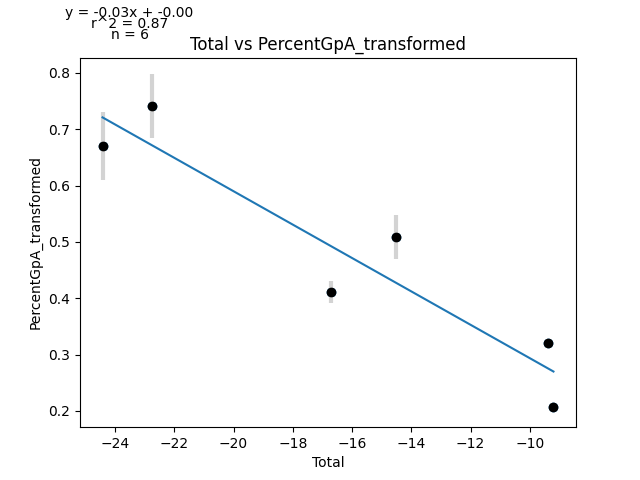 y = -0.03x + -0.00
r^2 = 0.87
n = 6
Total vs PercentGpA_transformed
PercentGpA_transformed
0.8
0.7
0.6
0.5
0.4
0.3
0.2
−24 −22 −20 −18 −16 −14 −12 −10
Total